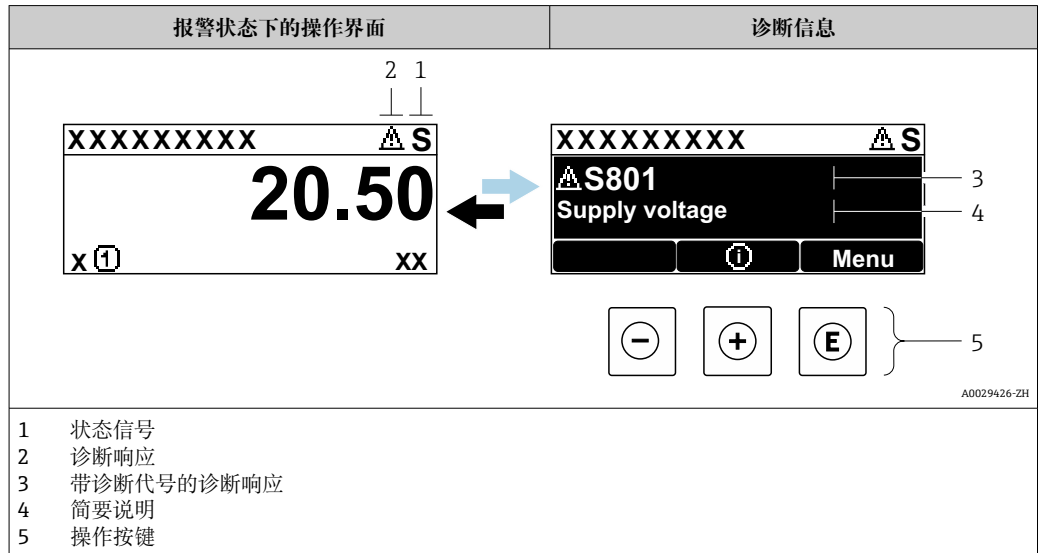 报警状态下的操作界面
诊断信息
2 1
XXXXXXXXX ⚠ S
20.50
X ① XX
XXXXXXXXX ⚠ S
⚠S801
Supply voltage
ⓘ Menu
3
4
− + E
5
A0029426-ZH
1 状态信号
2 诊断响应
3 带诊断代号的诊断响应
4 简要说明
5 操作按键